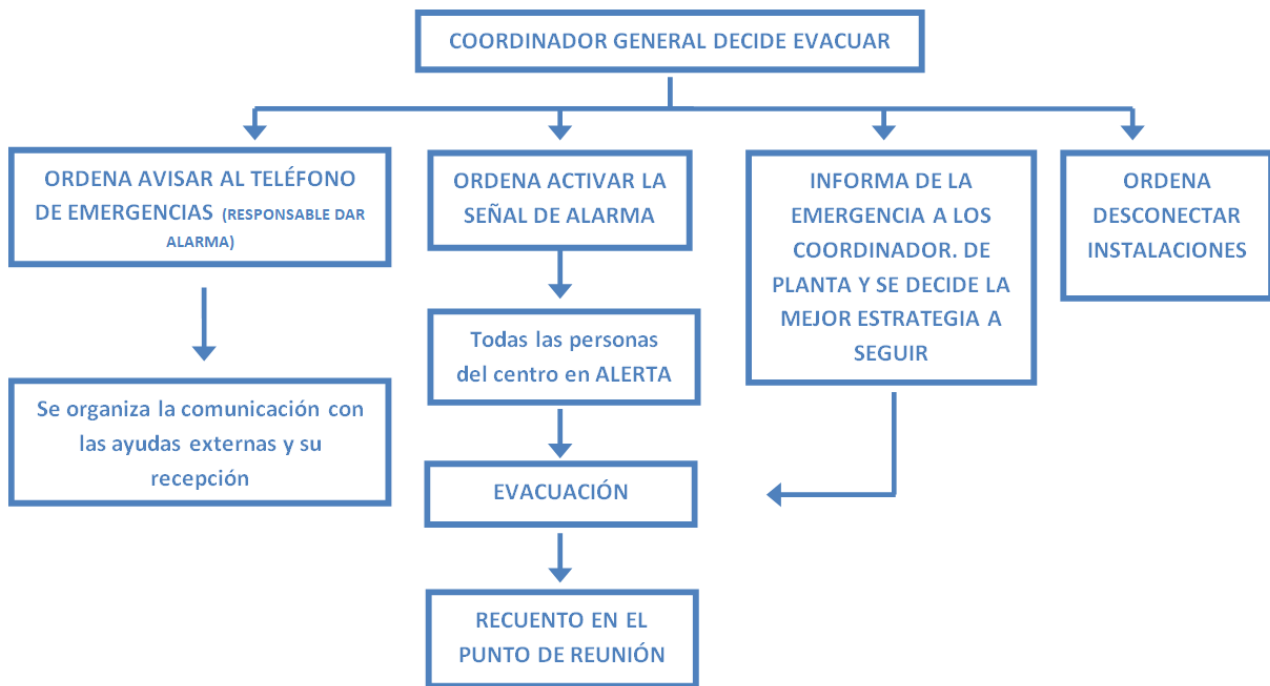 COORDINADOR GENERAL DECIDE EVACUAR
ORDENA AVISAR AL TELÉFONO
DE EMERGENCIAS (RESPONSABLE DAR
ALARMA)
ORDENA ACTIVAR LA
SEÑAL DE ALARMA
INFORMA DE LA
EMERGENCIA A LOS
COORDINADOR. DE
PLANTA Y SE DECIDE LA
MEJOR ESTRATEGIA A
SEGUIR
ORDENA
DESCONECTAR
INSTALACIONES
Todas las personas
del centro en ALERTA
Se organiza la comunicación con
las ayudas externas y su
recepción
EVACUACIÓN
RECUENTO EN EL
PUNTO DE REUNIÓN